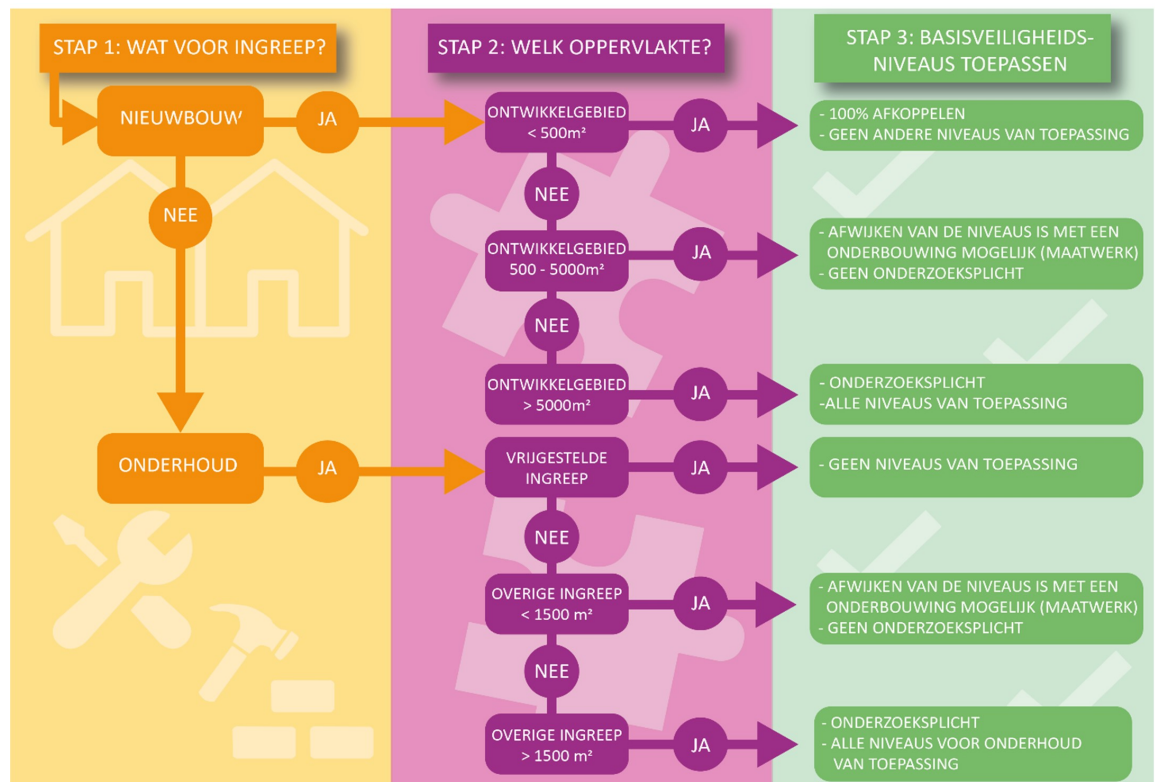 STAP 1: WAT VOOR INGREEP?
STAP 2: WELK OPPERVLAKTE?
STAP 3: BASISVEILIGHEIDS-
NIVEAUS TOEPASSEN
NIEUWBOUW
JA
ONTWIKKELGEBIED
< 500m²
JA
- 100% AFKOPPELEN
- GEEN ANDERE NIVEAUS VAN TOEPASSING
NEE
NEE
ONTWIKKELGEBIED
500 - 5000m²
JA
- AFWIJKEN VAN DE NIVEAUS IS MET EEN
ONDERBOUWING MOGELIJK (MAATWERK)
- GEEN ONDERZOEKSPLICHT
NEE
ONTWIKKELGEBIED
> 5000m²
JA
- ONDERZOEKSPLICHT
-ALLE NIVEAUS VAN TOEPASSING
ONDERHOUD
JA
VRIJGESTELDE
INGREEP
JA
- GEEN NIVEAUS VAN TOEPASSING
NEE
OVERIGE INGREEP
< 1500 m²
JA
- AFWIJKEN VAN DE NIVEAUS IS MET EEN
ONDERBOUWING MOGELIJK (MAATWERK)
- GEEN ONDERZOEKSPLICHT
NEE
OVERIGE INGREEP
> 1500 m²
JA
- ONDERZOEKSPLICHT
- ALLE NIVEAUS VOOR ONDERHOUD
VAN TOEPASSING